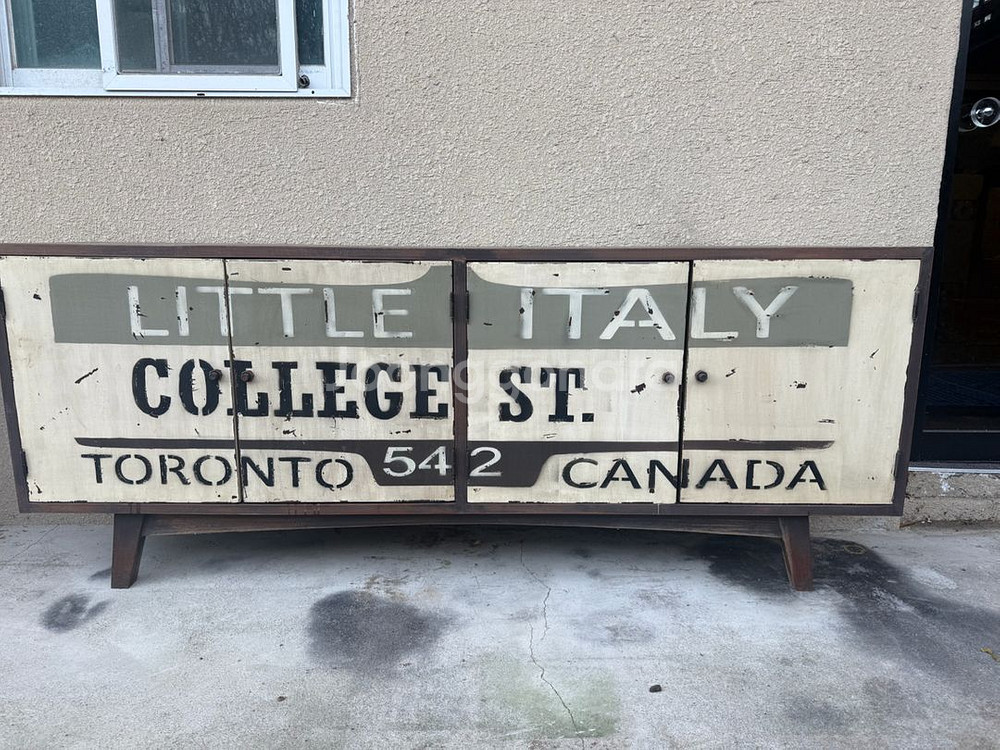 LITTLE ITALY
COLLEGE ST.
TORONTO 542 CANADA